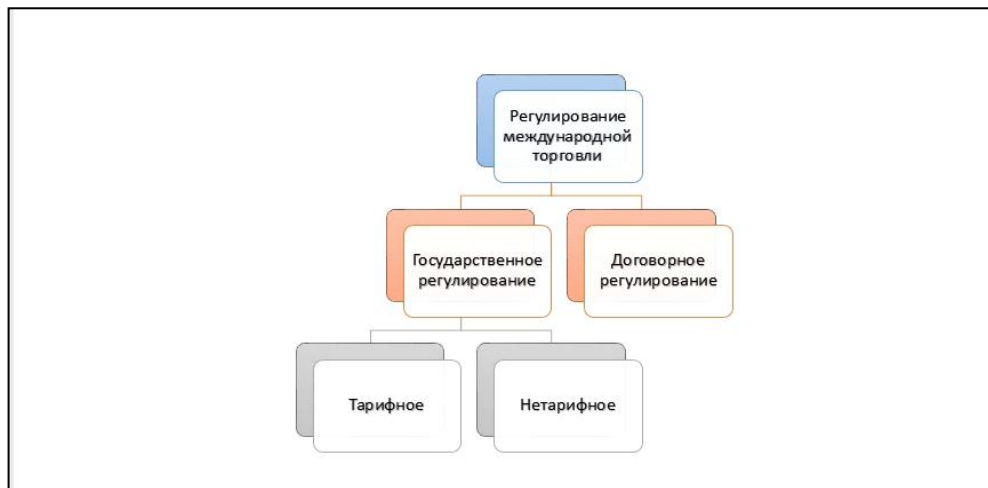 Регулирование
международной
торговли
Государственное
регулирование
Договорное
регулирование
Тарифное
Нетарифное